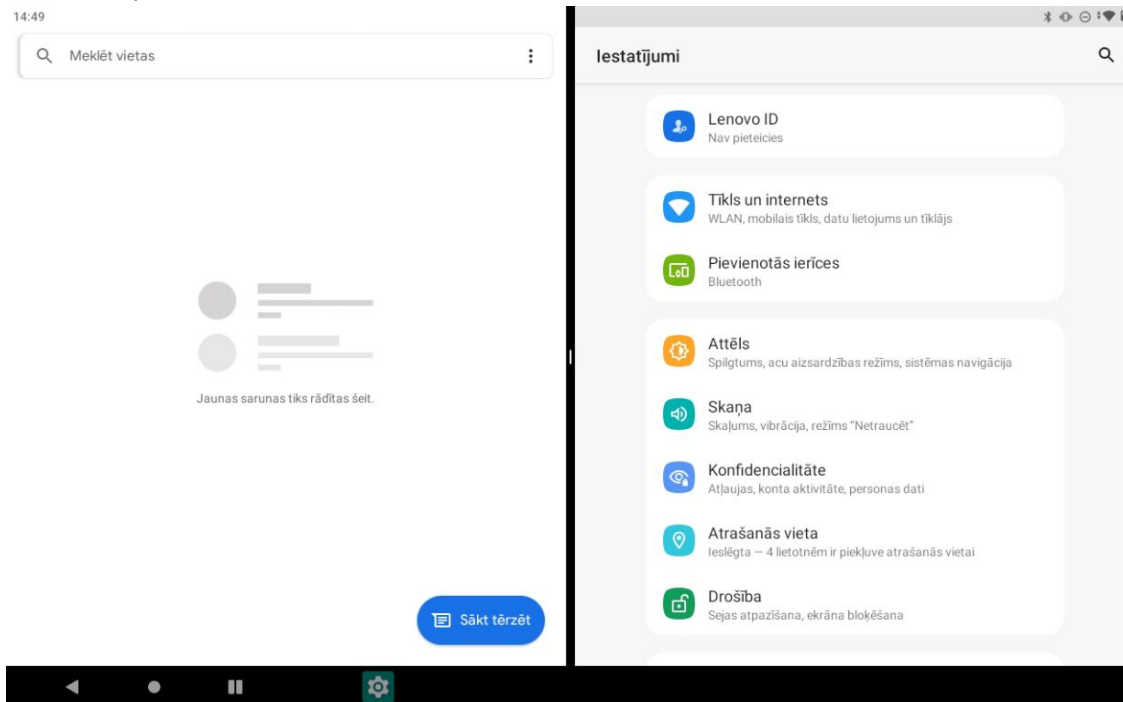 14:49
Meklēt vietas
Jaunas sarunas tiks rādītas šeit.
Sākt tērzēt
Iestatījumi
Lenovo ID
Nav pieteicies
Tīkls un internets
WLAN, mobilais tīkls, datu lietojums un tīklājs
Pievienotās ierīces
Bluetooth
Attēls
Spilgtums, acu aizsardzības režīms, sistēmas navigācija
Skaņa
Skaļums, vibrācija, režīms "Netraucēt"
Konfidencialitāte
Atļaujas, konta aktivitāte, personas dati
Atrašanās vieta
Ieslēgta — 4 lietotnēm ir piekļuve atrašanās vietai
Drošība
Sejas atpazīšana, ekrāna bloķēšana